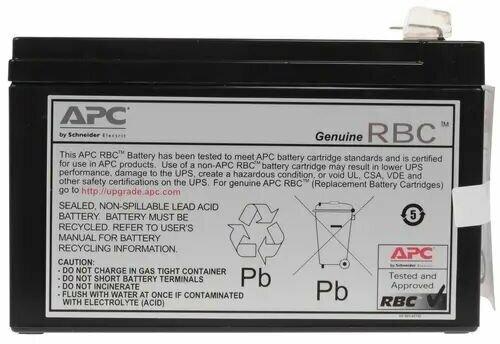 APC
by Schneider Electric
Genuine RBC™
This APC RBC™ Battery has been tested to meet APC battery cartridge standards and is certified
for use in APC products. Use of a non-APC RBC™ battery may result in lower
performance, damage to the UPS, create a hazardous condition, or void UL, CSA, VDE and
other safety certifications of the UPS. For genuine APC RBC™ (Replacement Battery Cartridges)
go to http://upgrade.apc.com
SEALED, NON-SPILLABLE LEAD ACID
BATTERY. MUST BE RECYCLED.
REFER TO USER'S
MANUAL FOR BATTERY
REPLACEMENT.
CAUTION:
- DO NOT CHARGE IN GAS TIGHT CONTAINER
- DO NOT SHORT BATTERY TERMINALS
- DO NOT INCINERATE
- FLUSH WITH WATER AT ONCE IF CONTAMINATED
WITH ELECTROLYTE (ACID)
Pb
Pb
5
APC
by Schneider Electric
Tested and
Approved
RBC